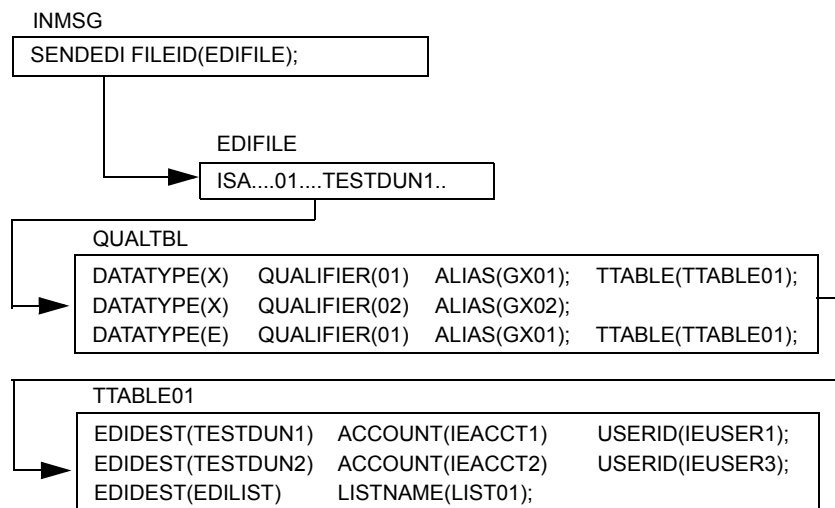 INMSG
SENDEDI FILEID(EDIFILE);
EDIFILE
ISA....01....TESTDUN1..
QUALTBL
DATATYPE(X) QUALIFIER(01) ALIAS(GX01); TTABLE(TTABLE01);
DATATYPE(X) QUALIFIER(02) ALIAS(GX02);
DATATYPE(E) QUALIFIER(01) ALIAS(GX01); TTABLE(TTABLE01);
TTABLE01
EDIDEST(TESTDUN1) ACCOUNT(IEACCT1) USERID(IEUSER1);
EDIDEST(TESTDUN2) ACCOUNT(IEACCT2) USERID(IEUSER3);
EDIDEST(EDILIST) LISTNAME(LIST01);